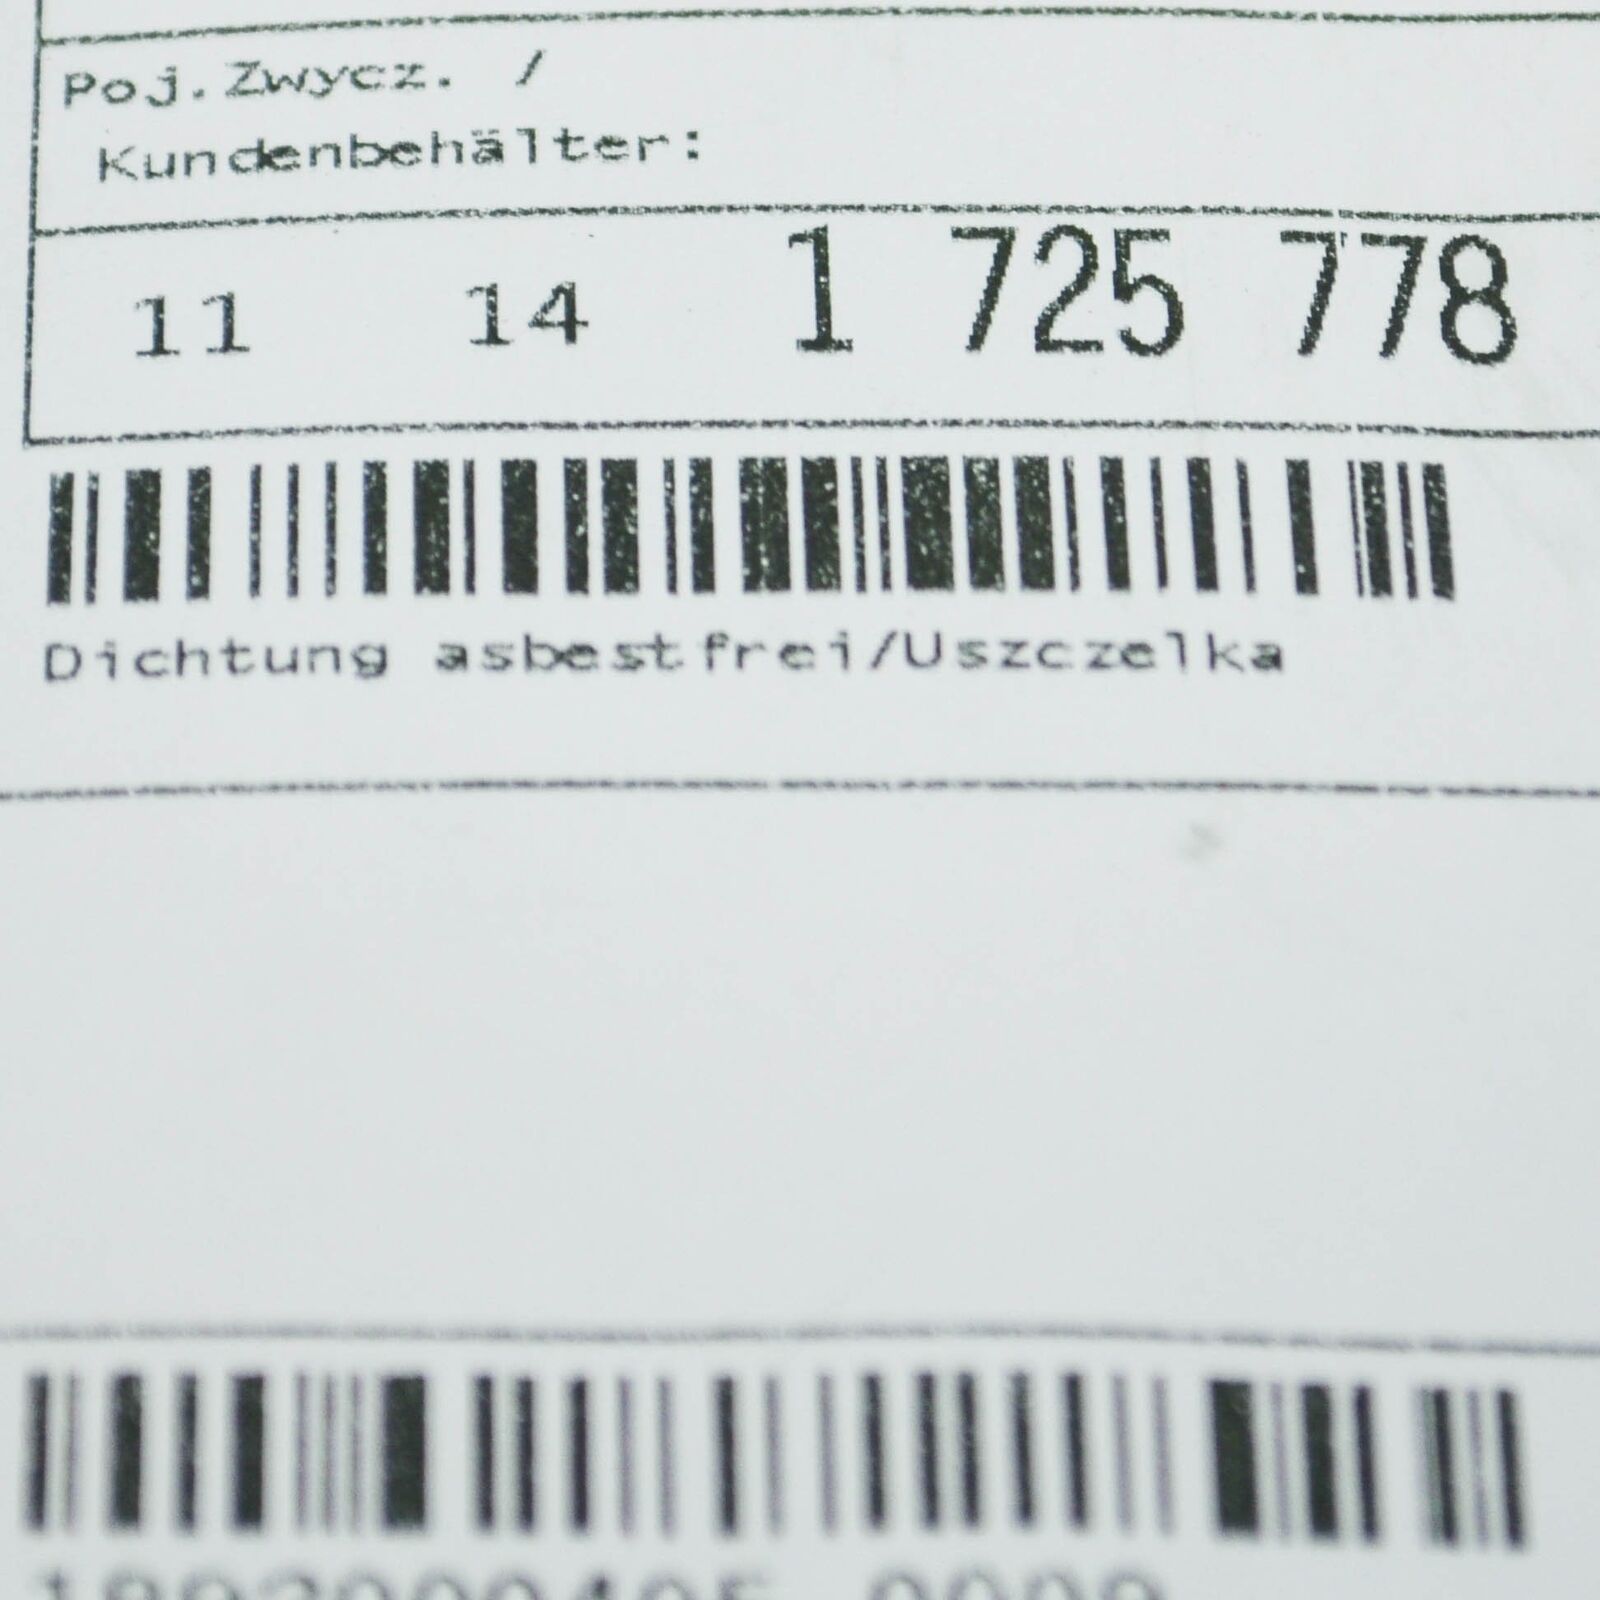 Poj.Zwycz. /
Kundenbehälter:
11 14 1 725 778
Dichtung asbestfrei/Uszczelka